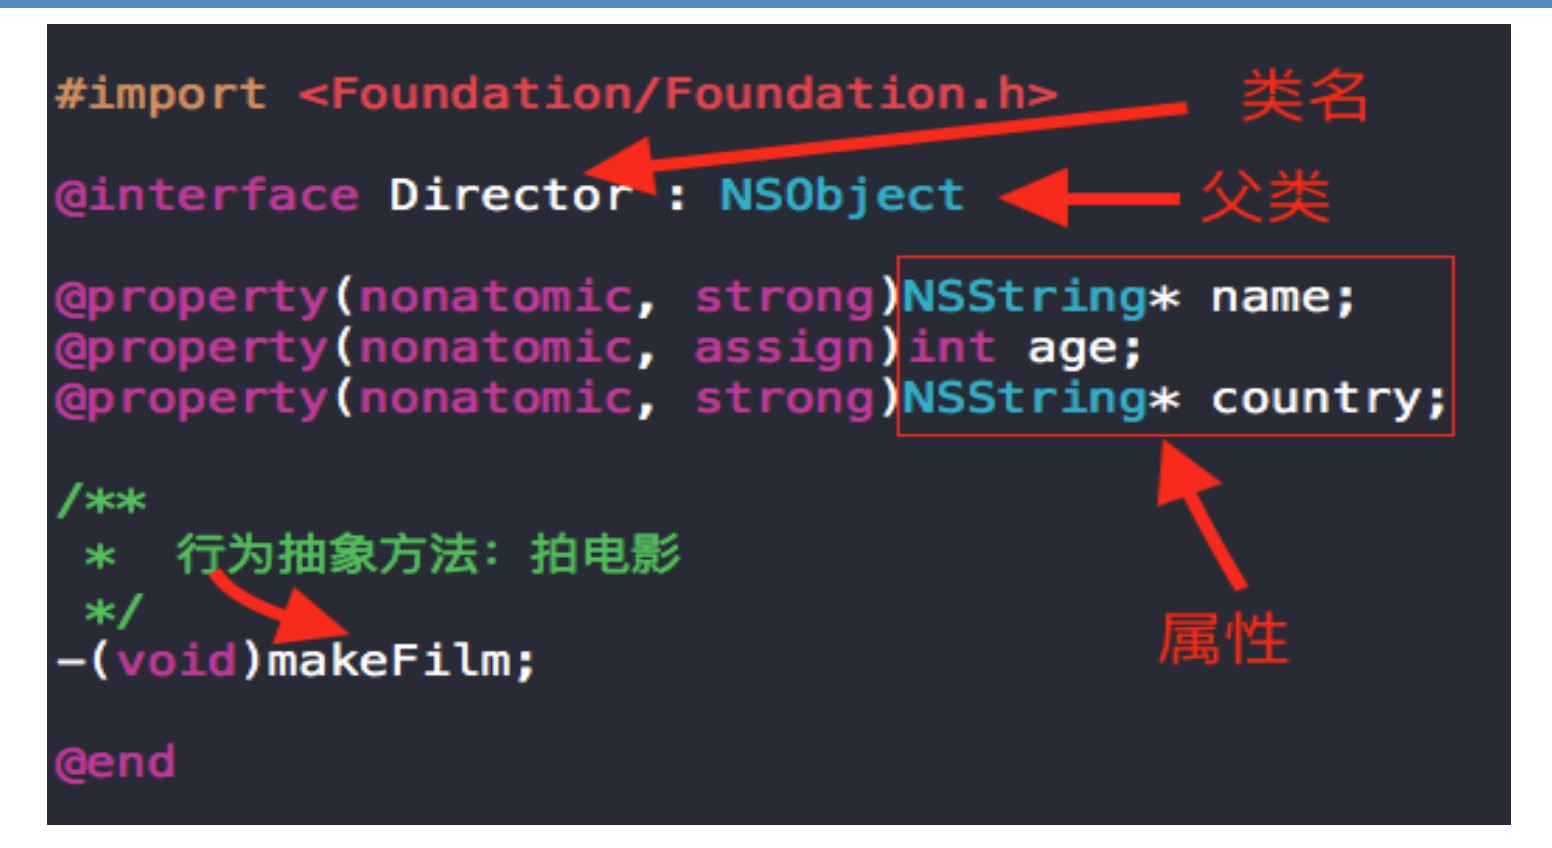 #import <Foundation/Foundation.h>
类名
@interface Director : NSObject
父类
@property(nonatomic, strong)NSString* name;
@property(nonatomic, assign)int age;
@property(nonatomic, strong)NSString* country;
/**
 *  行为抽象方法：拍电影
 */
属性
-(void)makeFilm;
@end